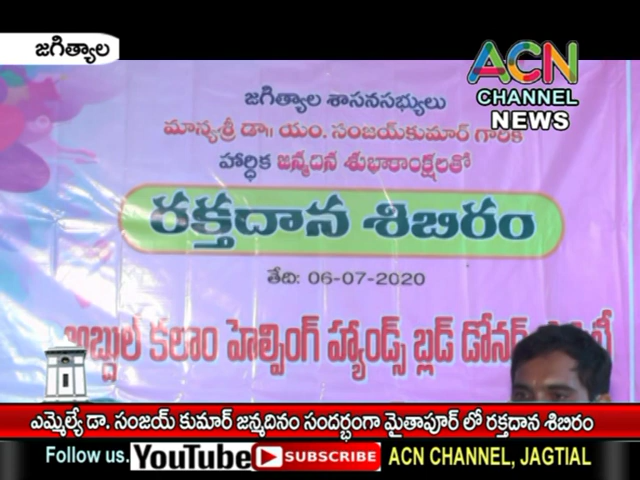 జగిత్యాల
ACN
CHANNEL
NEWS
జగిత్యాల శాసనసభ్యులు
మాన్యశ్రీ డా॥ యం. సంజయ్‌కుమార్ గారికి
హార్ధిక జన్మదిన శుభాకాంక్షలతో
రక్తదాన శిబిరం
తేది: 06-07-2020
అబ్దుల్ కలాం హెల్పింగ్ హ్యాండ్స్ బ్లడ్ డోనర్
ఎమ్మెల్యే డా. సంజయ్ కుమార్ జన్మదినం సందర్భంగా మైతాపూర్ లో రక్తదాన శిబిరం
Follow us. YouTube SUBSCRIBE ACN CHANNEL, JAGTIAL